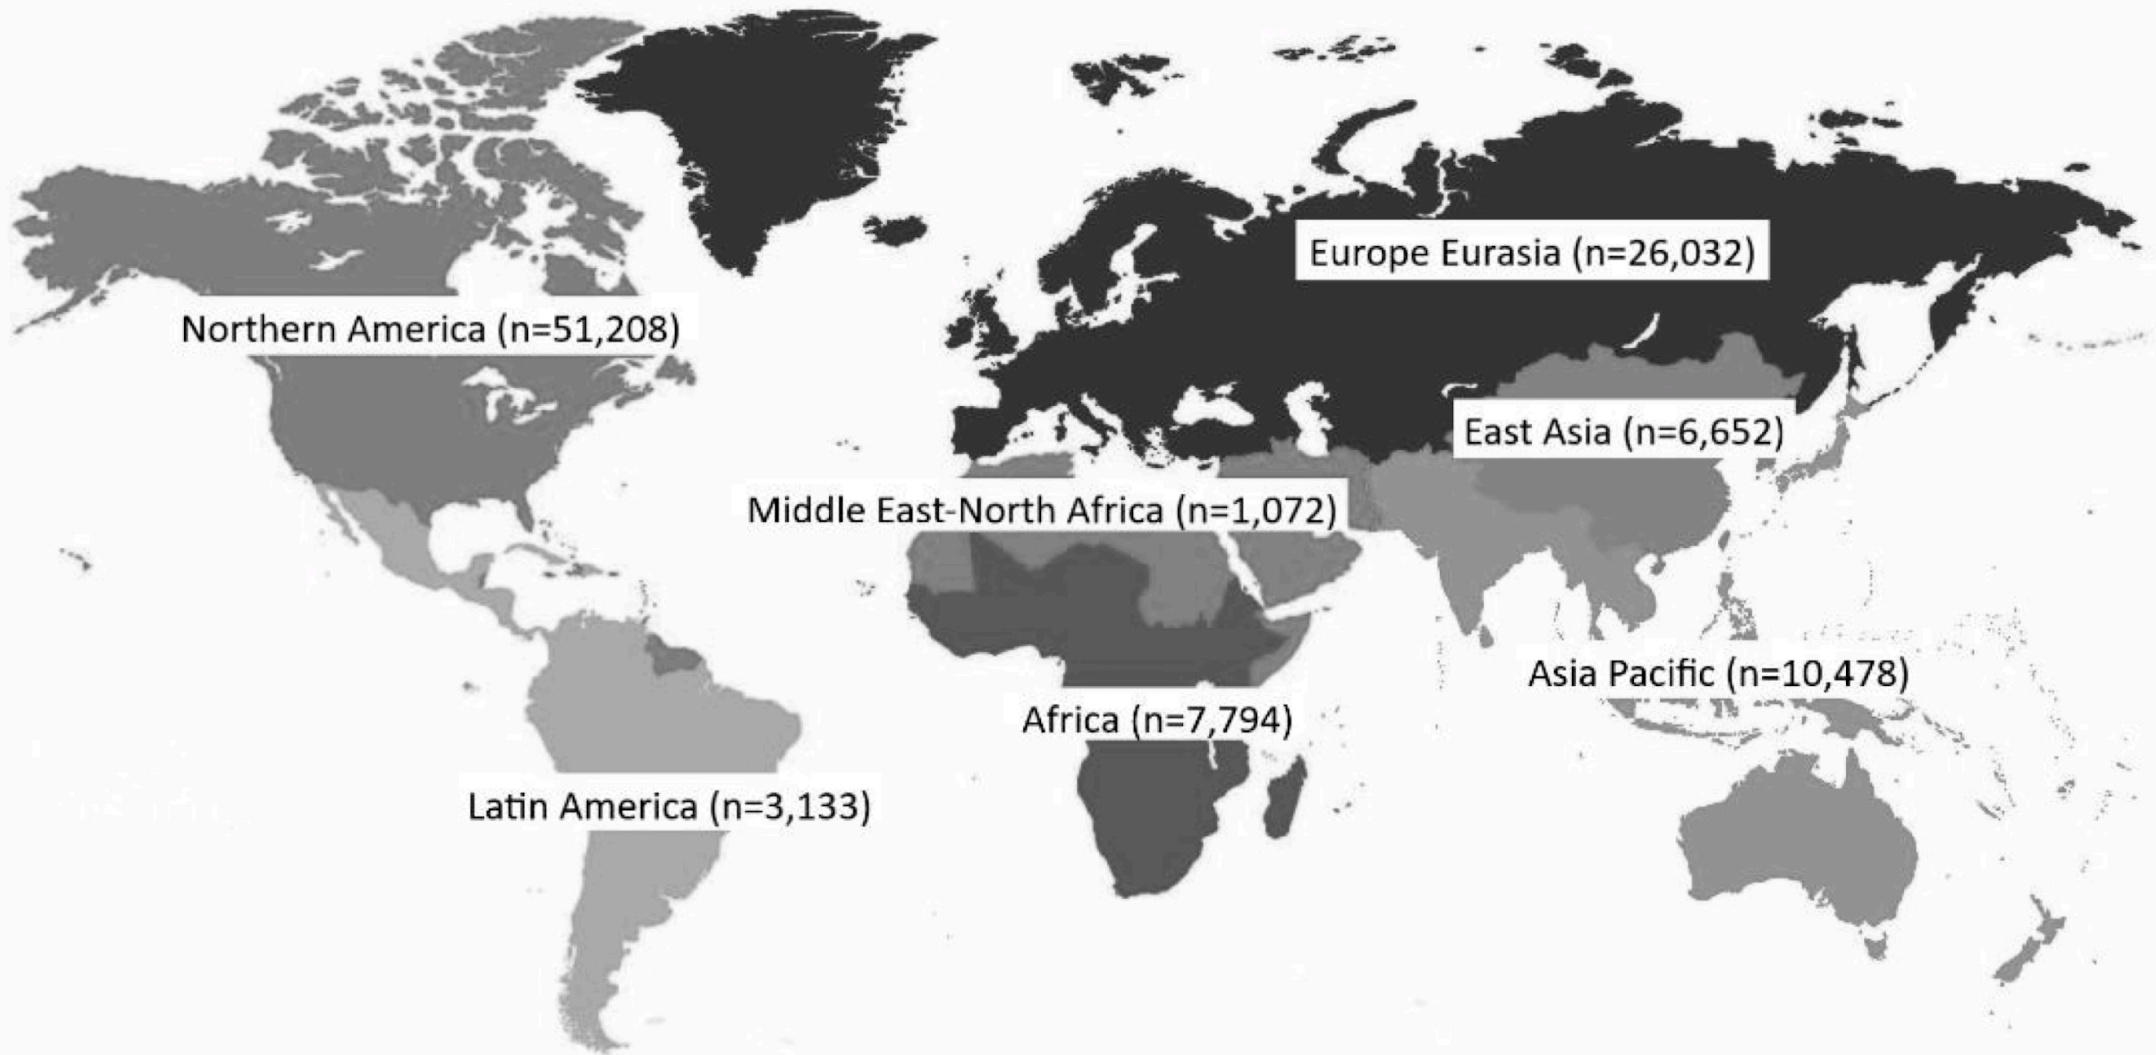 Europe Eurasia (n=26,032)
Northern America (n=51,208)
East Asia (n=6,652)
Middle East-North Africa (n=1,072)
Asia Pacific (n=10,478)
Africa (n=7,794)
Latin America (n=3,133)